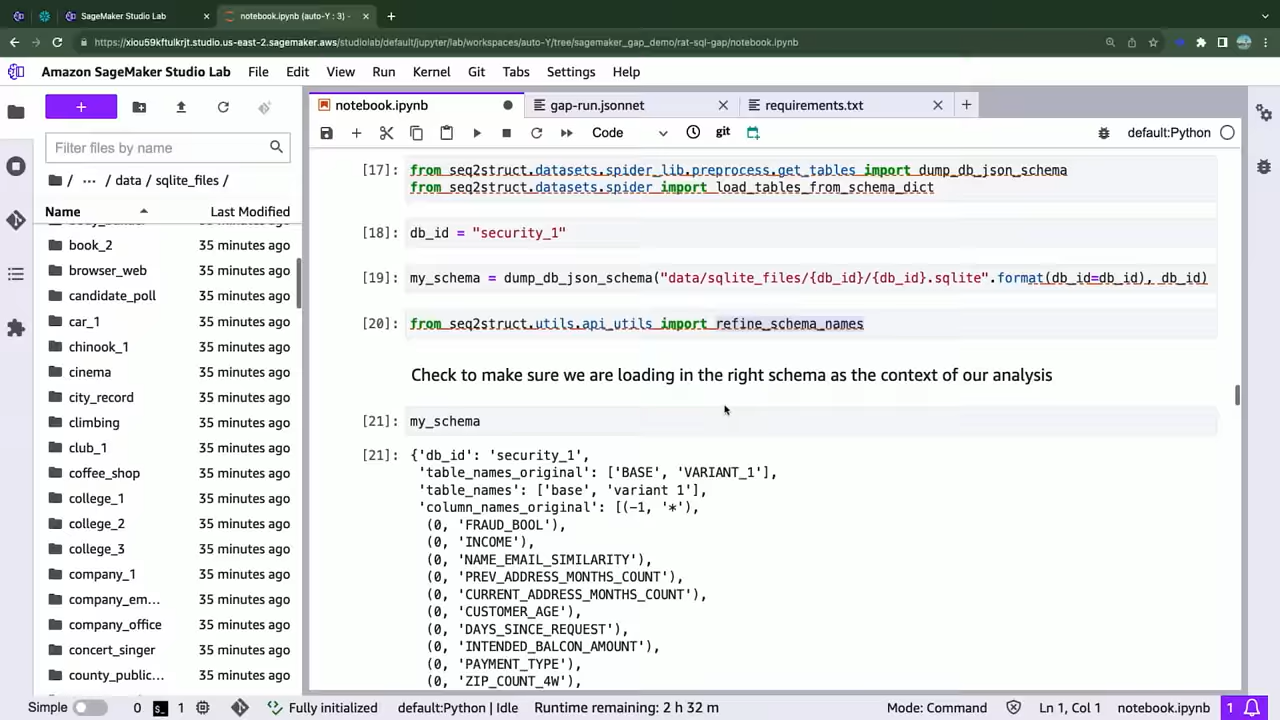 SageMaker Studio Lab
notebook.ipynb (auto-Y : 3) -
https://xiou59kftulkrjt.studio.us-east-2.sagemaker.aws/studiolab/default/jupyter/lab/workspaces/auto-Y/tree/sagemaker_gap_demo/rat-sql-gap/notebook.ipynb
Amazon SageMaker Studio Lab File Edit View Run Kernel Git Tabs Settings Help
notebook.ipynb gap-run.jsonnet requirements.txt
Code git default:Python
Filter files by name
/ ··· / data / sqlite_files /
Name Last Modified
35 minutes ago
book_2 35 minutes ago
browser_web 35 minutes ago
candidate_poll 35 minutes ago
car_1 35 minutes ago
chinook_1 35 minutes ago
cinema 35 minutes ago
city_record 35 minutes ago
climbing 35 minutes ago
club_1 35 minutes ago
coffee_shop 35 minutes ago
college_1 35 minutes ago
college_2 35 minutes ago
college_3 35 minutes ago
company_1 35 minutes ago
company_em... 35 minutes ago
company_office 35 minutes ago
concert_singer 35 minutes ago
county_public... 35 minutes ago
[17]: from seq2struct.datasets.spider_lib.preprocess.get_tables import dump_db_json_schema
from seq2struct.datasets.spider import load_tables_from_schema_dict
[18]: db_id = "security_1"
[19]: my_schema = dump_db_json_schema("data/sqlite_files/{db_id}/{db_id}.sqlite".format(db_id=db_id), db_id)
[20]: from seq2struct.utils.api_utils import refine_schema_names
Check to make sure we are loading in the right schema as the context of our analysis
[21]: my_schema
[21]: {'db_id': 'security_1',
'table_names_original': ['BASE', 'VARIANT_1'],
'table_names': ['base', 'variant 1'],
'column_names_original': [(-1, '*'),
(0, 'FRAUD_BOOL'),
(0, 'INCOME'),
(0, 'NAME_EMAIL_SIMILARITY'),
(0, 'PREV_ADDRESS_MONTHS_COUNT'),
(0, 'CURRENT_ADDRESS_MONTHS_COUNT'),
(0, 'CUSTOMER_AGE'),
(0, 'DAYS_SINCE_REQUEST'),
(0, 'INTENDED_BALCON_AMOUNT'),
(0, 'PAYMENT_TYPE'),
(0, 'ZIP_COUNT_4W'),
Simple 0 1 Fully initialized default:Python | Idle Runtime remaining: 2 h 32 m Mode: Command Ln 1, Col 1 notebook.ipynb 1